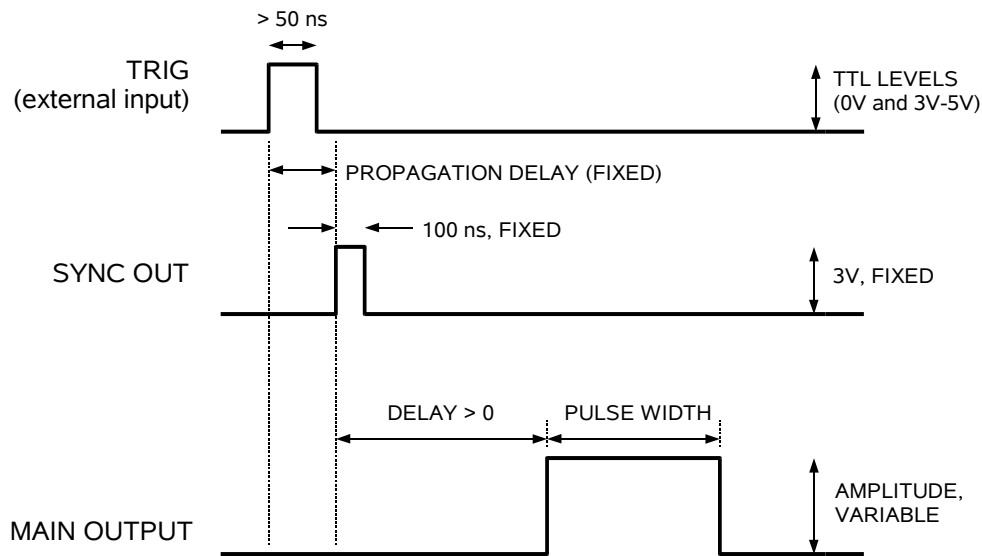 > 50 ns
TRIG
(external input)
TTL LEVELS
(0V and 3V-5V)
PROPAGATION DELAY (FIXED)
100 ns, FIXED
SYNC OUT
3V, FIXED
DELAY > 0
PULSE WIDTH
AMPLITUDE,
VARIABLE
MAIN OUTPUT